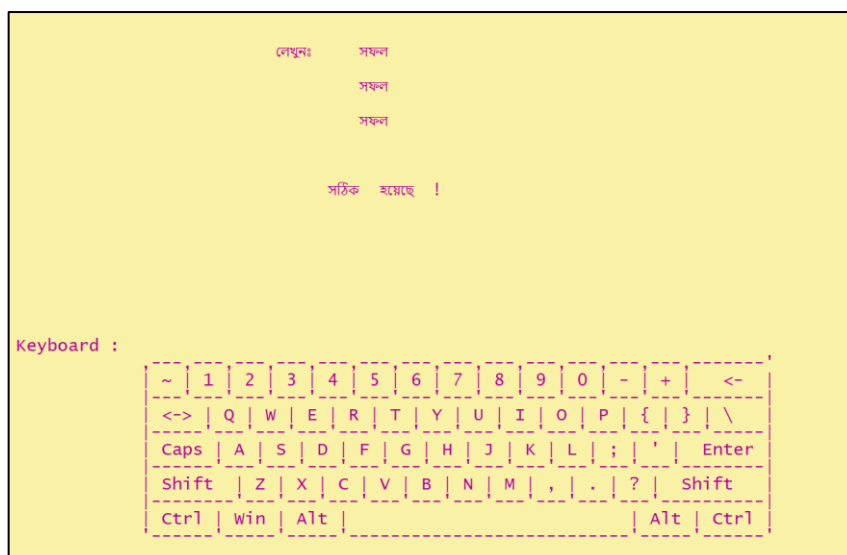 লেখুনঃ সফল
সফল
সফল
সঠিক হয়েছে !
Keyboard :
,---,---,---,---,---,---,---,---,---,---,---,---,---,-------'
| ~ | 1 | 2 | 3 | 4 | 5 | 6 | 7 | 8 | 9 | 0 | - | + | <- |
|---'---'---'---'---'---'---'---'---'---'---'---'---'-------|
| <-> | Q | W | E | R | T | Y | U | I | O | P | { | } | \ |
|-----'---'---'---'---'---'---'---'---'---'---'---'---'-----|
| Caps | A | S | D | F | G | H | J | K | L | ; | ' | Enter |
|------'---'---'---'---'---'---'---'---'---'---'---'--------|
| Shift | Z | X | C | V | B | N | M | , | . | ? | Shift |
|--------'---'---'---'---'---'---'---'---'---'---'----------|
| Ctrl | Win | Alt | | Alt | Ctrl |
'------'-----'-----'---------------------------'-----'------'